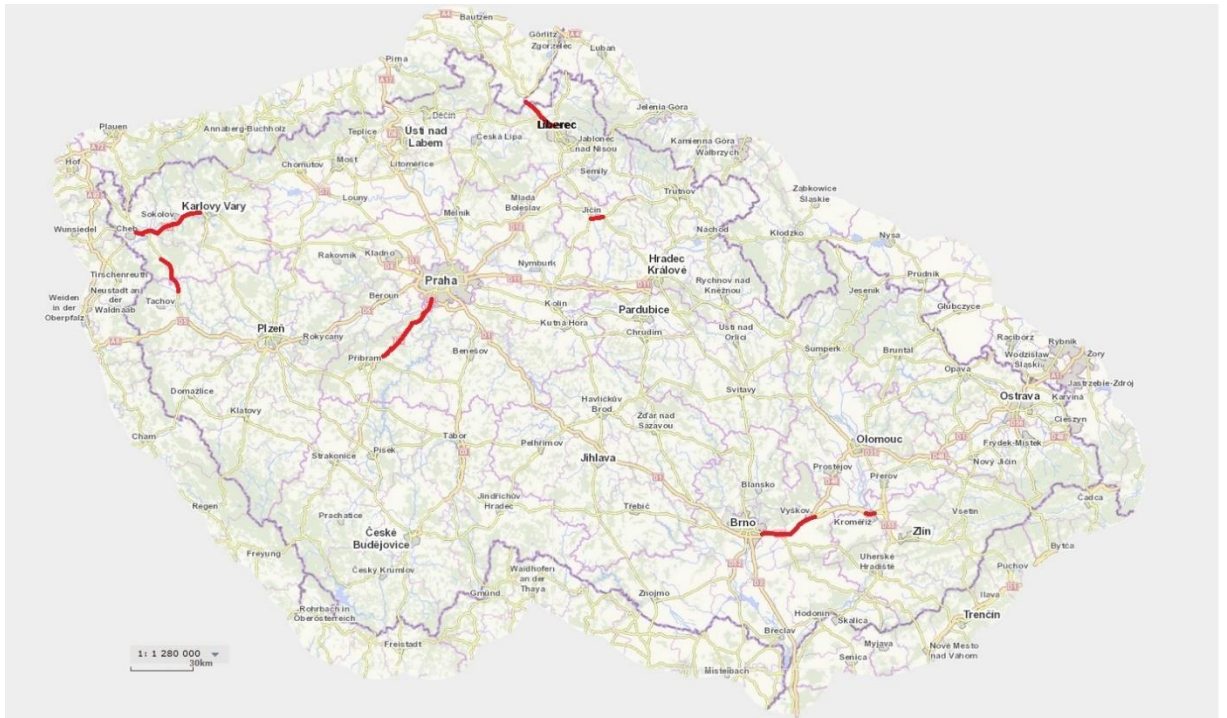 Bautzen
Görlitz
Zgorzelec
Lubań
Pirna
Děčín
Liberec
Jelenia Góra
Plauen
Annaberg-Buchholz
Teplice
Ústí nad
Labem
Česká Lípa
Jablonec
nad Nisou
Kamienna Góra
Wałbrzych
Hof
Chomutov
Most
Litoměřice
Semily
Trutnov
Ząbkowice
Śląskie
Karlovy Vary
Sokolov
Louny
Mělník
Mladá
Boleslav
Jičín
Náchod
Kłodzko
Nysa
Wunsiedel
Cheb
Rakovník
Kladno
Praha
Nymburk
Hradec
Králové
Rychnov nad
Kněžnou
Jeseník
Prudnik
Głubczyce
Tirschenreuth
Neustadt an
der
Waldnaab
Weiden
in der
Oberpfalz
Tachov
Beroun
Kolín
Kutná Hora
Pardubice
Chrudim
Ústí nad
Orlicí
Plzeň
Rokycany
Příbram
Benešov
Šumperk
Bruntál
Opava
Racibórz
Rybnik
Wodzisław
Śląski
Żory
Jastrzębie-Zdrój
Karviná
Ostrava
Cieszyn
Domažlice
Klatovy
Havlíčkův
Brod
Žďár nad
Sázavou
Svitavy
Cham
Tábor
Pelhřimov
Jihlava
Olomouc
Frýdek-Místek
Nový Jičín
Strakonice
Písek
Prostějov
Přerov
Čadca
Regen
Prachatice
Jindřichův
Hradec
Třebíč
Blansko
Vyškov
Kroměříž
Vsetín
Zlín
Brno
České
Budějovice
Freyung
Český Krumlov
Uherské
Hradiště
Bytča
Púchov
Gmünd
Waidhofen
an der
Thaya
Znojmo
Hodonín
Skalica
Ilava
Trenčín
Rohrbach in
Oberösterreich
Freistadt
Břeclav
Myjava
Senica
Nové Mesto
nad Váhom
Mistelbach
1: 1 280 000
30km